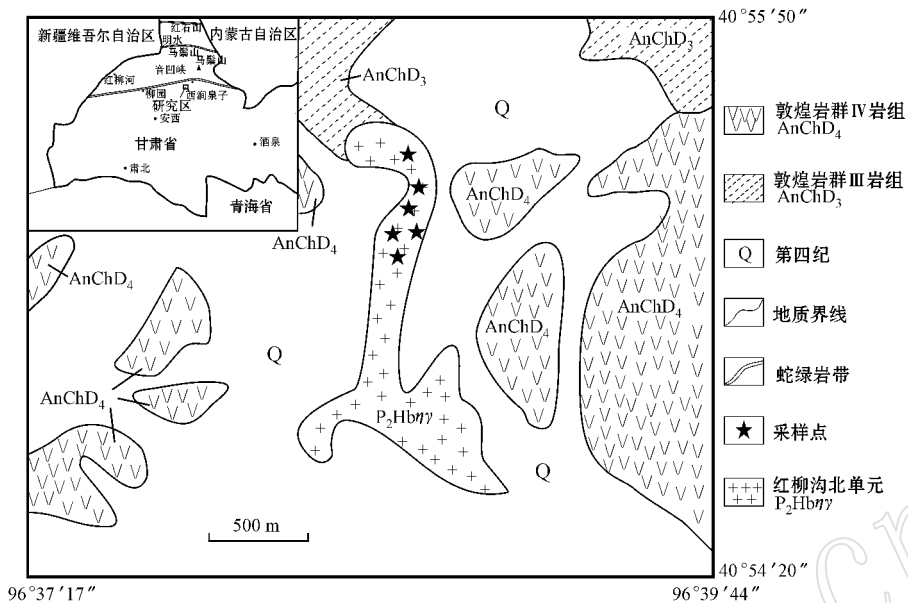 40°55′50″
新疆维吾尔自治区
红石山
内蒙古自治区
明水
马鬃山
马鬃山
音凹峡
红柳河
柳园
西涧泉子
研究区
安西
甘肃省
酒泉
肃北
青海省
AnChD3
AnChD3
Q
AnChD4
AnChD4
AnChD4
AnChD4
AnChD4
Q
AnChD4
P2Hbηγ
Q
500 m
40°54′20″
96°37′17″
96°39′44″
敦煌岩群Ⅳ岩组
AnChD4
敦煌岩群Ⅲ岩组
AnChD3
Q
第四纪
地质界线
蛇绿岩带
采样点
红柳沟北单元
P2Hbηγ